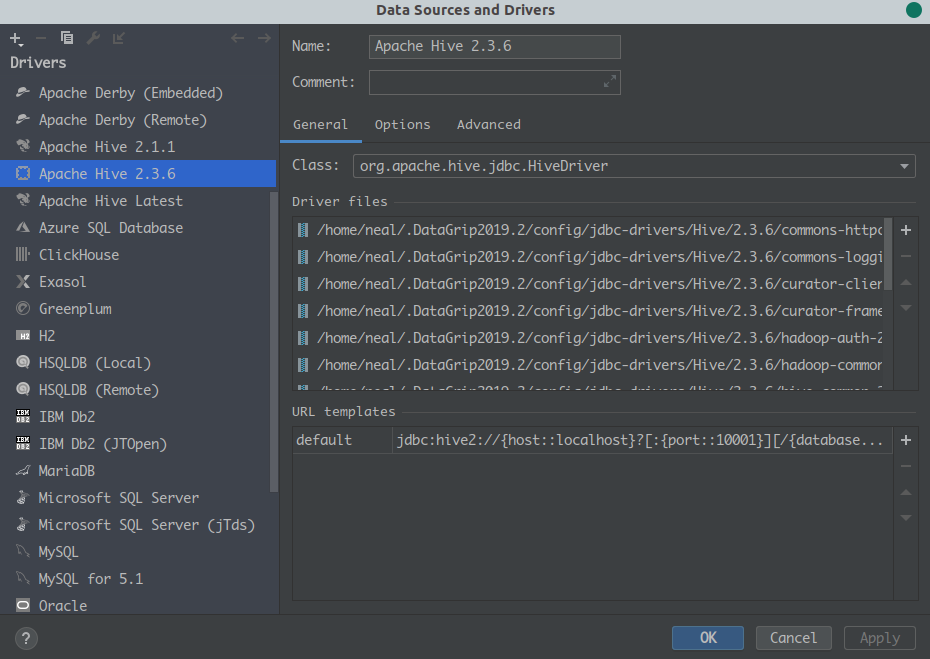 Data Sources and Drivers
Drivers
Apache Derby (Embedded)
Apache Derby (Remote)
Apache Hive 2.1.1
Apache Hive 2.3.6
Apache Hive Latest
Azure SQL Database
ClickHouse
Exasol
Greenplum
H2
H2
HSQLDB (Local)
HSQLDB (Remote)
IBM DB2
IBM Db2
IBM DB2
IBM Db2 (JTOpen)
MariaDB
Microsoft SQL Server
Microsoft SQL Server (jTds)
MySQL
MySQL for 5.1
Oracle
Name: Apache Hive 2.3.6
Comment:
General Options Advanced
Class: org.apache.hive.jdbc.HiveDriver
Driver files
/home/neal/.DataGrip2019.2/config/jdbc-drivers/Hive/2.3.6/commons-httpc
/home/neal/.DataGrip2019.2/config/jdbc-drivers/Hive/2.3.6/commons-loggi
/home/neal/.DataGrip2019.2/config/jdbc-drivers/Hive/2.3.6/curator-clien
/home/neal/.DataGrip2019.2/config/jdbc-drivers/Hive/2.3.6/curator-frame
/home/neal/.DataGrip2019.2/config/jdbc-drivers/Hive/2.3.6/hadoop-auth-2
/home/neal/.DataGrip2019.2/config/jdbc-drivers/Hive/2.3.6/hadoop-common
URL templates
default jdbc:hive2://{host::localhost}?[:{port::10001}][/{database...
?
OK Cancel Apply